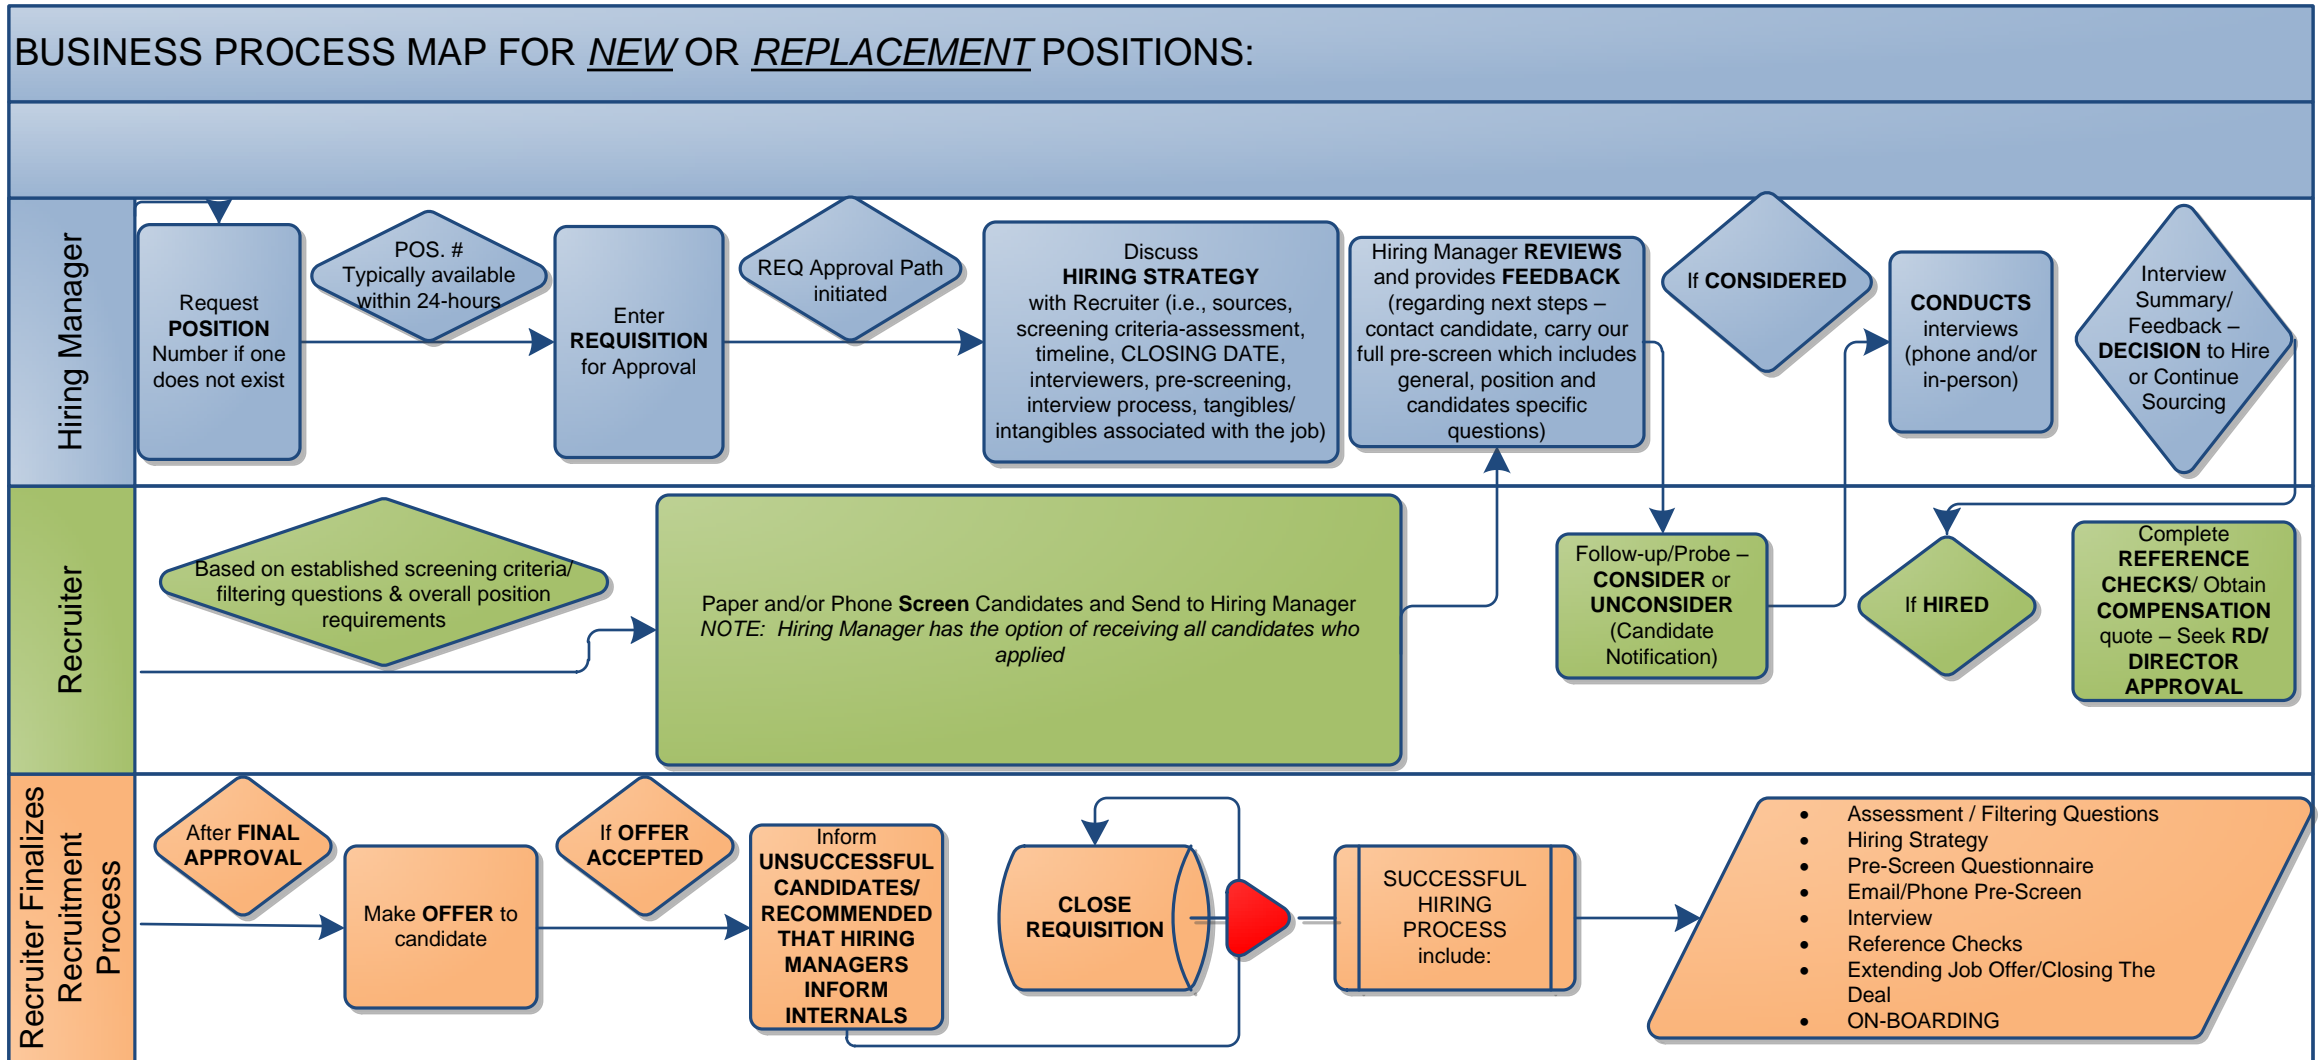 BUSINESS PROCESS MAP FOR NEW OR REPLACEMENT POSITIONS:
Hiring Manager
Request
POSITION
Number if one
does not exist
POS. #
Typically available
within 24-hours
Enter
REQUISITION
for Approval
REQ Approval Path
initiated
Discuss
HIRING STRATEGY
with Recruiter (i.e., sources,
screening criteria-assessment,
timeline, CLOSING DATE,
interviewers, pre-screening,
interview process, tangibles/
intangibles associated with the job)
Hiring Manager REVIEWS
and provides FEEDBACK
(regarding next steps –
contact candidate, carry our
full pre-screen which includes
general, position and
candidates specific
questions)
If CONSIDERED
CONDUCTS
interviews
(phone and/or
in-person)
Interview
Summary/
Feedback –
DECISION to Hire
or Continue
Sourcing
Recruiter
Based on established screening criteria/
filtering questions & overall position
requirements
Paper and/or Phone Screen Candidates and Send to Hiring Manager
NOTE: Hiring Manager has the option of receiving all candidates who
applied
Follow-up/Probe –
CONSIDER or
UNCONSIDER
(Candidate
Notification)
If HIRED
Complete
REFERENCE
CHECKS/ Obtain
COMPENSATION
quote – Seek RD/
DIRECTOR
APPROVAL
Recruiter Finalizes
Recruitment
Process
After FINAL
APPROVAL
Make OFFER to
candidate
If OFFER
ACCEPTED
Inform
UNSUCCESSFUL
CANDIDATES/
RECOMMENDED
THAT HIRING
MANAGERS
INFORM
INTERNALS
CLOSE
REQUISITION
SUCCESSFUL
HIRING
PROCESS
include:
• Assessment / Filtering Questions
• Hiring Strategy
• Pre-Screen Questionnaire
• Email/Phone Pre-Screen
• Interview
• Reference Checks
• Extending Job Offer/Closing The
Deal
• ON-BOARDING